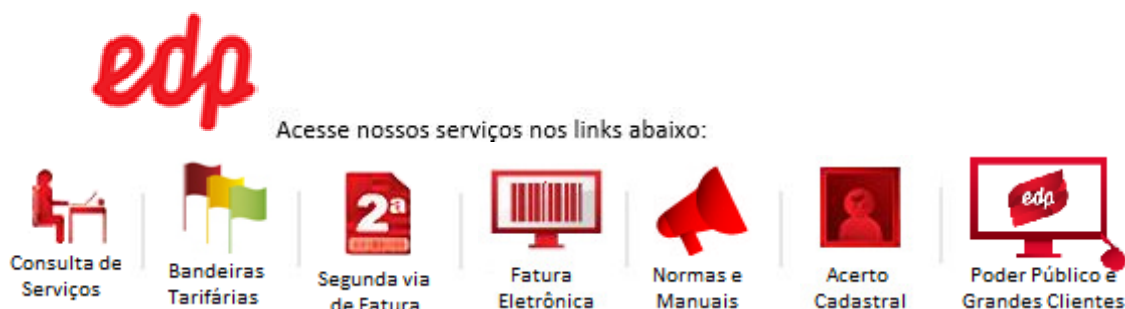 edp
Acesse nossos serviços nos links abaixo:
2ª
edp
Consulta de
Serviços
Bandeiras
Tarifárias
Segunda via
de Fatura
Fatura
Eletrônica
Normas e
Manuais
Acerto
Cadastral
Poder Público e
Grandes Clientes